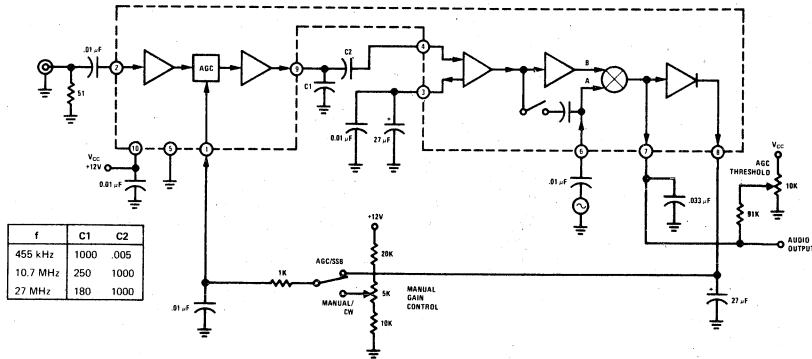 .01 µF
51
2
AGC
9
C1
C2
4
3
0.01 µF
+
27 µF
B
A
10
5
1
6
7
8
VCC
+12V
0.01 µF
.01 µF
.033 µF
VCC
AGC
THRESHOLD
10K
91K
AUDIO
OUTPUT
f C1 C2
455 kHz 1000 .005
10.7 MHz 250 1000
27 MHz 180 1000
+12V
20K
AGC/SSB
1K
MANUAL/
CW
5K
MANUAL
GAIN
CONTROL
10K
.01 µF
+
27 µF